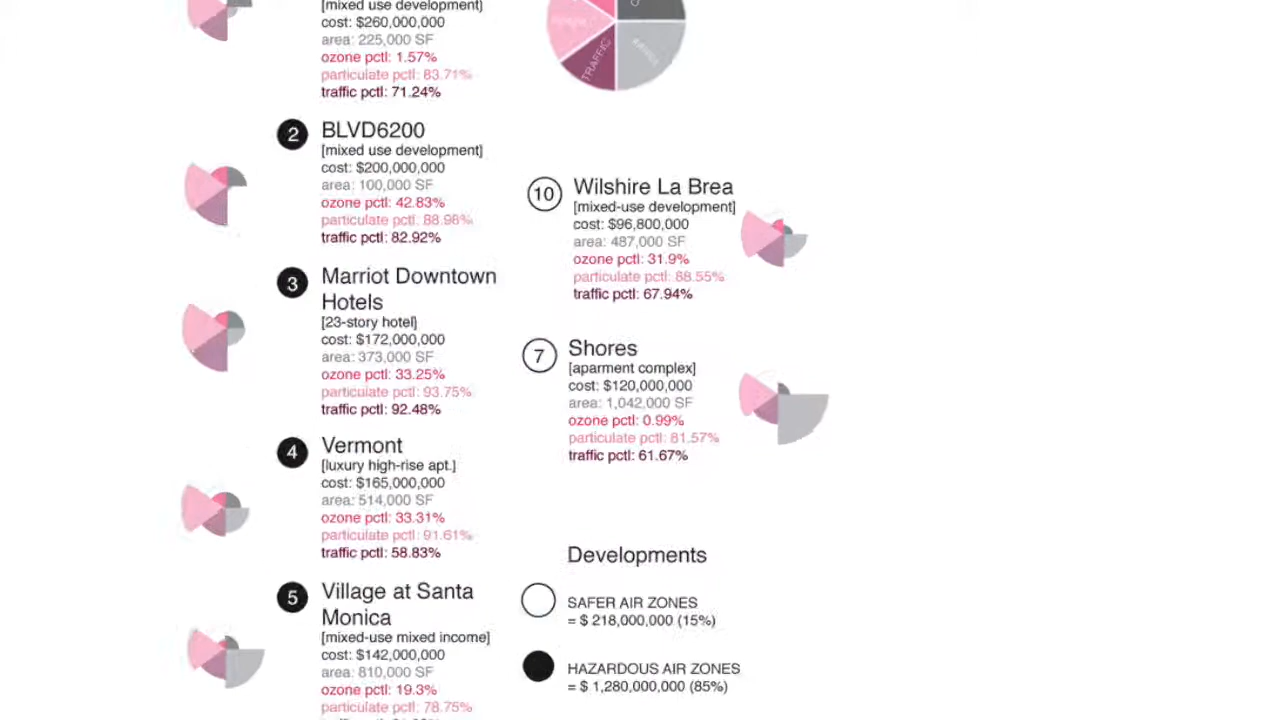 [mixed use development]
cost: $260,000,000
area: 225,000 SF
ozone pctl: 1.57%
particulate pctl: 83.71%
traffic pctl: 71.24%
2
BLVD6200
[mixed use development]
cost: $200,000,000
area: 100,000 SF
ozone pctl: 42.83%
particulate pctl: 88.98%
traffic pctl: 82.92%
3
Marriot Downtown
Hotels
[23-story hotel]
cost: $172,000,000
area: 373,000 SF
ozone pctl: 33.25%
particulate pctl: 93.75%
traffic pctl: 92.48%
4
Vermont
[luxury high-rise apt.]
cost: $165,000,000
area: 514,000 SF
ozone pctl: 33.31%
particulate pctl: 91.61%
traffic pctl: 58.83%
5
Village at Santa
Monica
[mixed-use mixed income]
cost: $142,000,000
area: 810,000 SF
ozone pctl: 19.3%
particulate pctl: 78.75%
TRAFFIC
10
Wilshire La Brea
[mixed-use development]
cost: $96,800,000
area: 487,000 SF
ozone pctl: 31.9%
particulate pctl: 88.55%
traffic pctl: 67.94%
7
Shores
[aparment complex]
cost: $120,000,000
area: 1,042,000 SF
ozone pctl: 0.99%
particulate pctl: 81.57%
traffic pctl: 61.67%
Developments
SAFER AIR ZONES
= $ 218,000,000 (15%)
HAZARDOUS AIR ZONES
= $ 1,280,000,000 (85%)